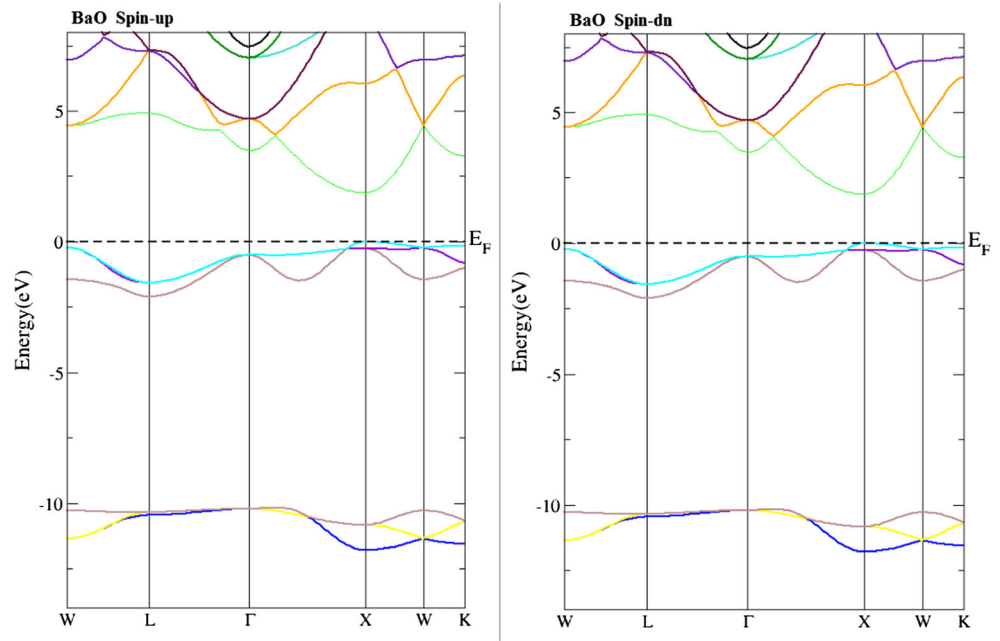 BaO Spin-up
5
0
-5
-10
Energy(eV)
E_F
W L Γ X W K
BaO Spin-dn
5
0
-5
-10
Energy(eV)
E_F
W L Γ X W K